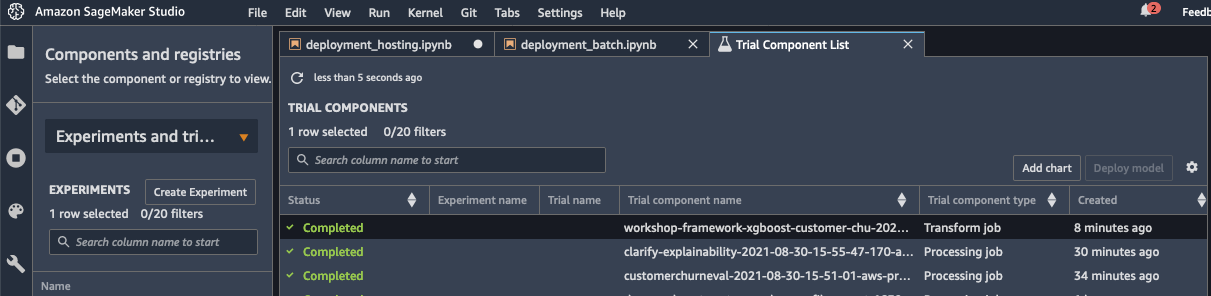 Amazon SageMaker Studio File Edit View Run Kernel Git Tabs Settings Help 2 Feedb
Components and registries
Select the component or registry to view.
Experiments and tri...
EXPERIMENTS Create Experiment
1 row selected 0/20 filters
Search column name to start
Name
deployment_hosting.ipynb deployment_batch.ipynb Trial Component List
less than 5 seconds ago
TRIAL COMPONENTS
1 row selected 0/20 filters
Search column name to start
Add chart Deploy model
Status Experiment name Trial name Trial component name Trial component type Created
Completed workshop-framework-xgboost-customer-chu-202... Transform job 8 minutes ago
Completed clarify-explainability-2021-08-30-15-55-47-170-a... Processing job 30 minutes ago
Completed customerchurneval-2021-08-30-15-51-01-aws-pr... Processing job 34 minutes ago